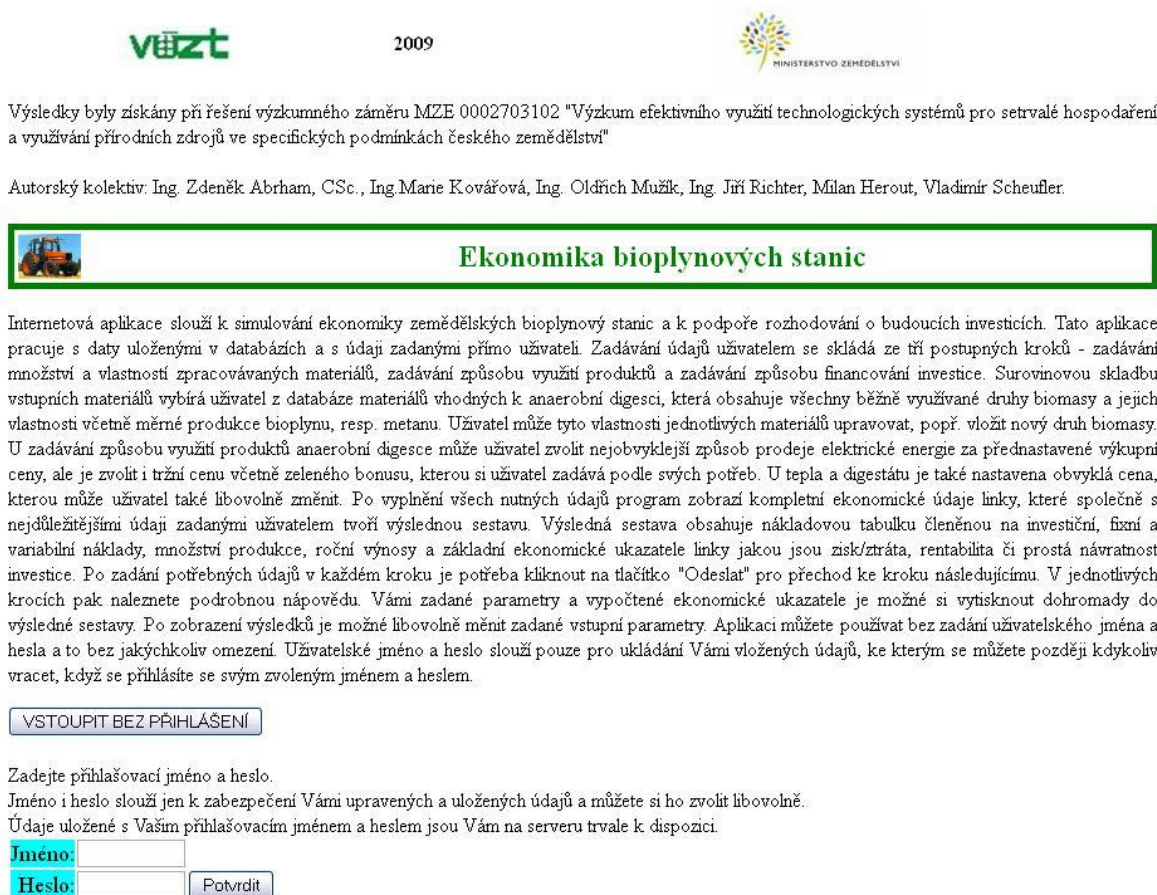 vúzt
2009
MINISTERSTVO ZEMĚDĚLSTVÍ
Výsledky byly získány při řešení výzkumného záměru MZE 0002703102 "Výzkum efektivního využití technologických systémů pro setrvalé hospodaření
a využívání přírodních zdrojů ve specifických podmínkách českého zemědělství"
Autorský kolektiv: Ing. Zdeněk Abrham, CSc., Ing.Marie Kovářová, Ing. Oldřich Mužík, Ing. Jiří Richter, Milan Herout, Vladimír Scheufler.
Ekonomika bioplynových stanic
Internetová aplikace slouží k simulování ekonomiky zemědělských bioplynový stanic a k podpoře rozhodování o budoucích investicích. Tato aplikace
pracuje s daty uloženými v databázích a s údaji zadanými přímo uživateli. Zadávání údajů uživatelem se skládá ze tří postupných kroků - zadávání
množství a vlastností zpracovávaných materiálů, zadávání způsobu využití produktů a zadávání způsobu financování investice. Surovinovou skladbu
vstupních materiálů vybírá uživatel z databáze materiálů vhodných k anaerobní digesci, která obsahuje všechny běžně využívané druhy biomasy a jejich
vlastnosti včetně měrné produkce bioplynu, resp. metanu. Uživatel může tyto vlastnosti jednotlivých materiálů upravovat, popř. vložit nový druh biomasy.
U zadávání způsobu využití produktů anaerobní digesce může uživatel zvolit nejobvyklejší způsob prodeje elektrické energie za přednastavené výkupní
ceny, ale je zvolit i tržní cenu včetně zeleného bonusu, kterou si uživatel zadává podle svých potřeb. U tepla a digestátu je také nastavena obvyklá cena,
kterou může uživatel také libovolně změnit. Po vyplnění všech nutných údajů program zobrazí kompletní ekonomické údaje linky, které společně s
nejdůležitějšími údaji zadanými uživatelem tvoří výslednou sestavu. Výsledná sestava obsahuje nákladovou tabulku členěnou na investiční, fixní a
variabilní náklady, množství produkce, roční výnosy a základní ekonomické ukazatele linky jakou jsou zisk/ztráta, rentabilita či prostá návratnost
investice. Po zadání potřebných údajů v každém kroku je potřeba kliknout na tlačítko "Odeslat" pro přechod ke kroku následujícímu. V jednotlivých
krocích pak naleznete podrobnou nápovědu. Vámi zadané parametry a vypočtené ekonomické ukazatele je možné si vytisknout dohromady do
výsledné sestavy. Po zobrazení výsledků je možné libovolně měnit zadané vstupní parametry. Aplikaci můžete používat bez zadání uživatelského jména a
hesla a to bez jakýchkoliv omezení. Uživatelské jméno a heslo slouží pouze pro ukládání Vámi vložených údajů, ke kterým se můžete později kdykoliv
vracet, když se přihlásíte se svým zvoleným jménem a heslem.
VSTOUPIT BEZ PŘIHLÁŠENÍ
Zadejte přihlašovací jméno a heslo.
Jméno i heslo slouží jen k zabezpečení Vámi upravených a uložených údajů a můžete si ho zvolit libovolně.
Údaje uložené s Vašim přihlašovacím jménem a heslem jsou Vám na serveru trvale k dispozici.
Jméno:
Heslo: Potvrdit